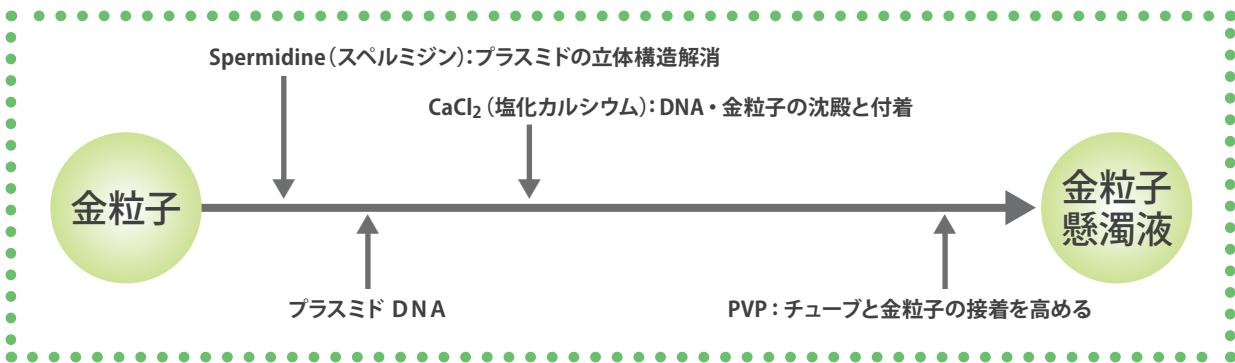 Spermidine(スペルミジン):プラスミドの立体構造解消
CaCl₂(塩化カルシウム):DNA・金粒子の沈殿と付着
金粒子
金粒子
懸濁液
プラスミド DNA
PVP:チューブと金粒子の接着を高める